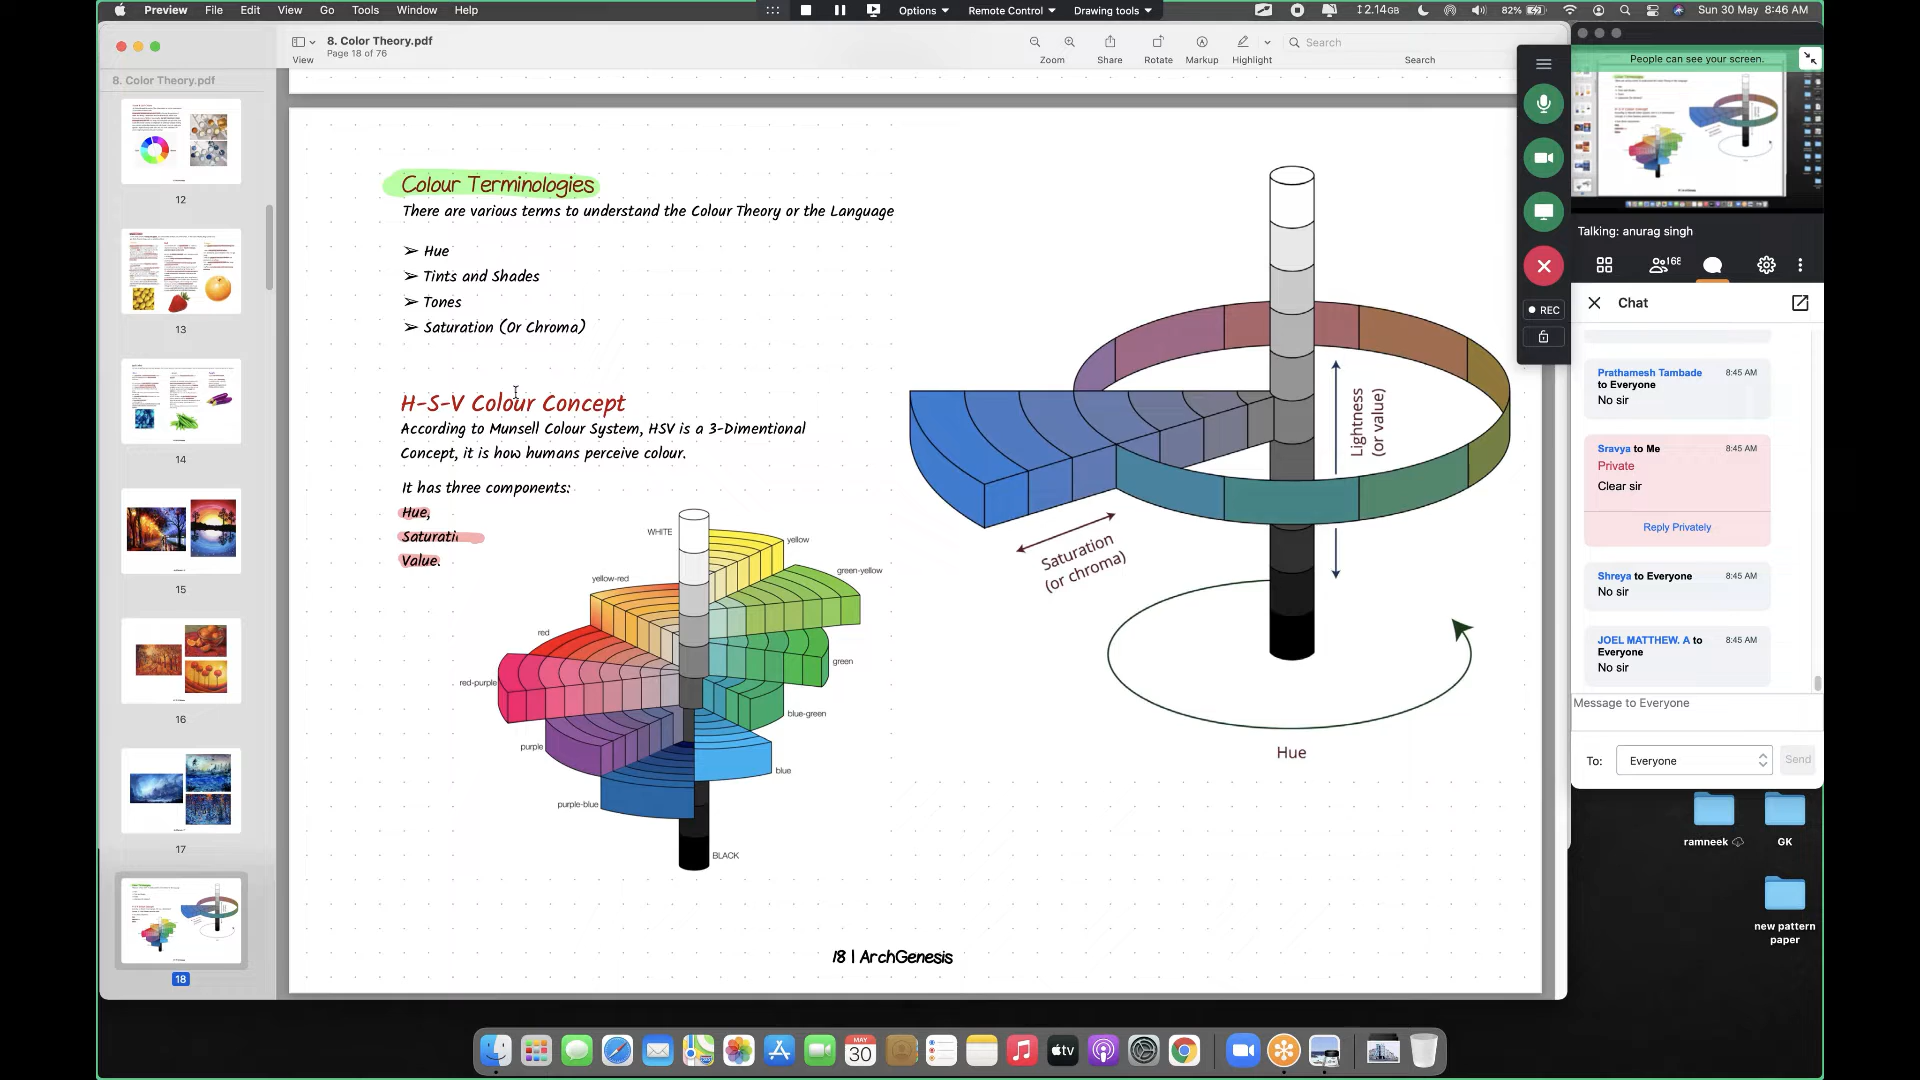 Preview File Edit View Go Tools Window Help
Options Remote Control Drawing tools
2.14GB 82% Sun 30 May 8:46 AM
8. Color Theory.pdf
Page 18 of 76
View Zoom Share Rotate Markup Highlight Search
Search
8. Color Theory.pdf
12
13
14
15
16
17
18
Colour Terminologies
There are various terms to understand the Colour Theory or the Language
➢ Hue
➢ Tints and Shades
➢ Tones
➢ Saturation (Or Chroma)
H-S-V Colour Concept
According to Munsell Colour System, HSV is a 3-Dimentional
Concept, it is how humans perceive colour.
It has three components:
Hue,
Saturati
Value.
WHITE
yellow
green-yellow
yellow-red
red
green
red-purple
blue-green
purple
blue
purple-blue
BLACK
Lightness
(or value)
Saturation
(or chroma)
Hue
18 | ArchGenesis
REC
People can see your screen.
Talking: anurag singh
168
Chat
Prathamesh Tambade 8:45 AM
to Everyone
No sir
Sravya to Me 8:45 AM
Private
Clear sir
Reply Privately
Shreya to Everyone 8:45 AM
No sir
JOEL MATTHEW. A to 8:45 AM
Everyone
No sir
Message to Everyone
To: Everyone Send
ramneek GK
new pattern
paper
MAY
30
tv